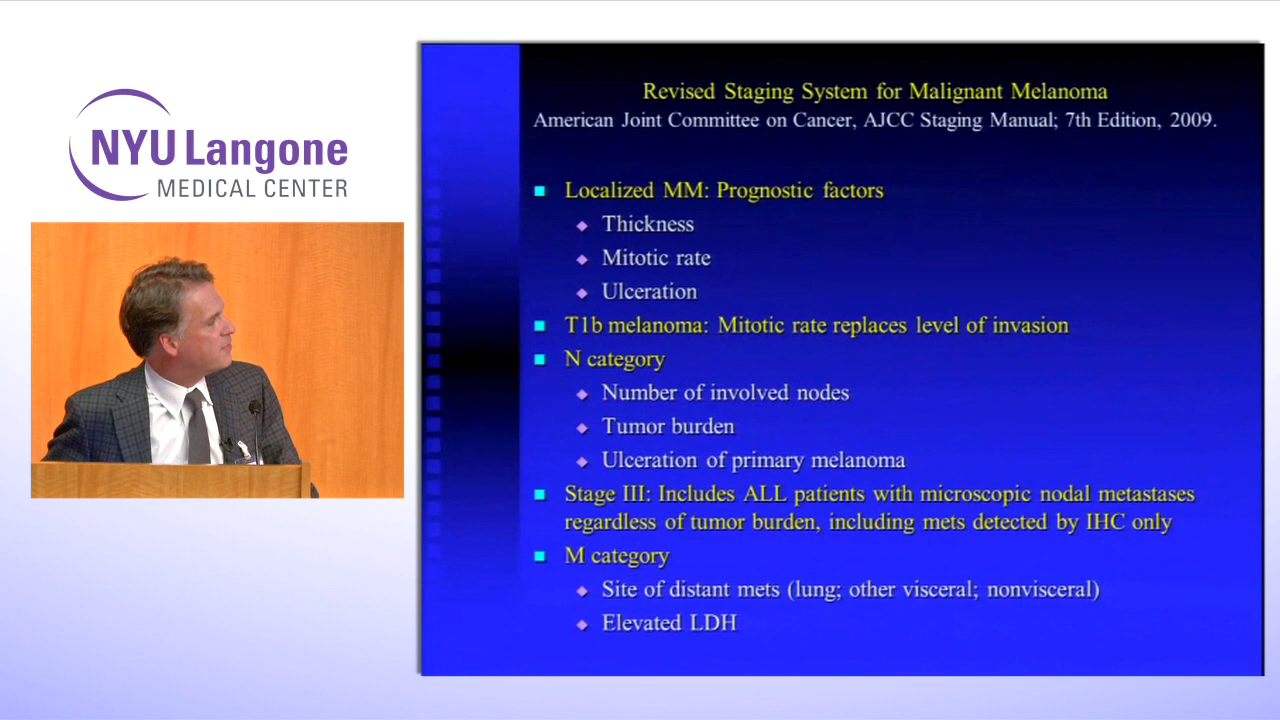 NYU Langone
MEDICAL CENTER
Revised Staging System for Malignant Melanoma
American Joint Committee on Cancer, AJCC Staging Manual; 7th Edition, 2009.
Localized MM: Prognostic factors
Thickness
Mitotic rate
Ulceration
T1b melanoma: Mitotic rate replaces level of invasion
N category
Number of involved nodes
Tumor burden
Ulceration of primary melanoma
Stage III: Includes ALL patients with microscopic nodal metastases
regardless of tumor burden, including mets detected by IHC only
M category
Site of distant mets (lung; other visceral; nonvisceral)
Elevated LDH